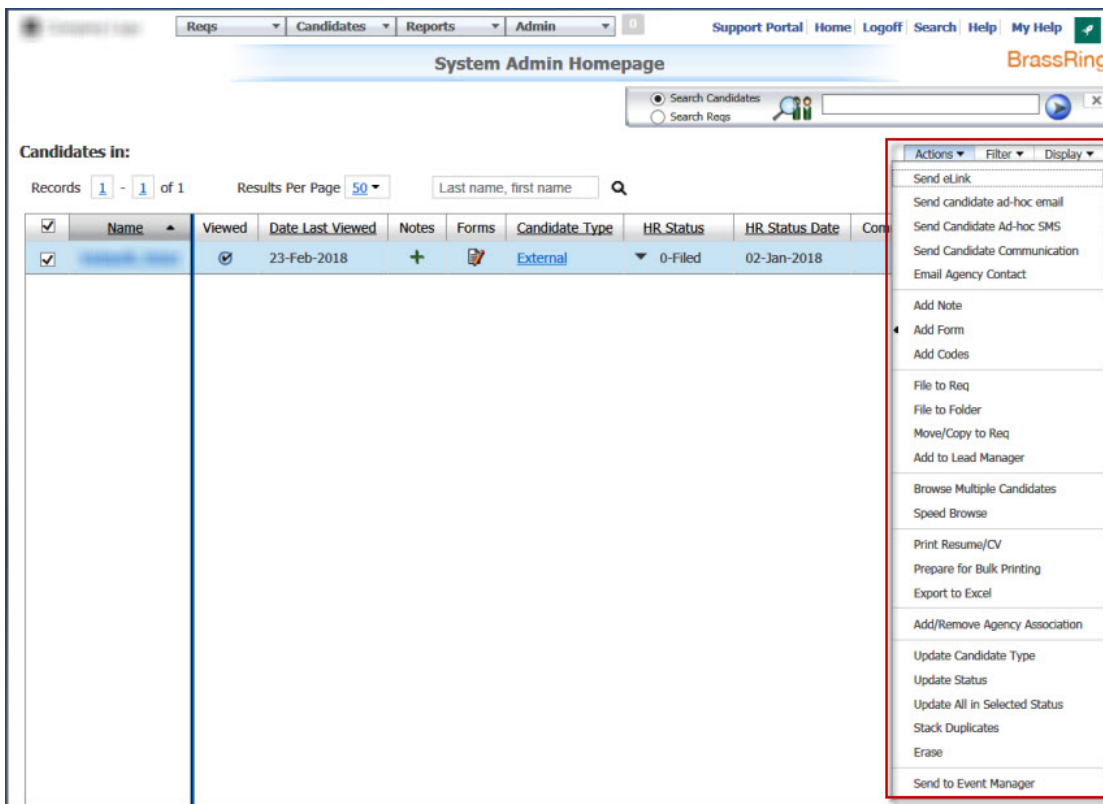 Reqs Candidates Reports Admin 0 Support Portal Home Logoff Search Help My Help
System Admin Homepage
BrassRing
Search Candidates
Search Reqs
Candidates in:
Records 1 - 1 of 1 Results Per Page 50 Last name, first name
Actions Filter Display
Name Viewed Date Last Viewed Notes Forms Candidate Type HR Status HR Status Date Com
23-Feb-2018 External 0-Filed 02-Jan-2018
Send eLink
Send candidate ad-hoc email
Send Candidate Ad-hoc SMS
Send Candidate Communication
Email Agency Contact
Add Note
Add Form
Add Codes
File to Req
File to Folder
Move/Copy to Req
Add to Lead Manager
Browse Multiple Candidates
Speed Browse
Print Resume/CV
Prepare for Bulk Printing
Export to Excel
Add/Remove Agency Association
Update Candidate Type
Update Status
Update All in Selected Status
Stack Duplicates
Erase
Send to Event Manager